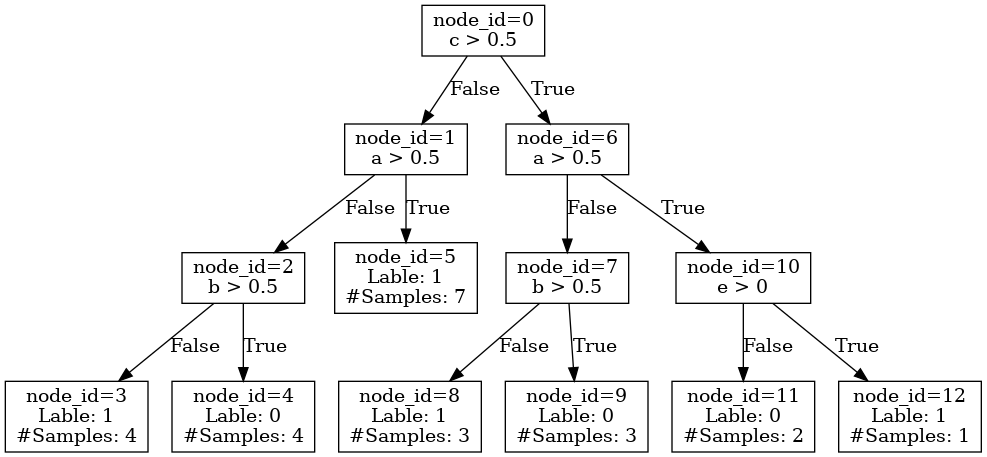 node_id=0
c > 0.5
False
True
node_id=1
a > 0.5
node_id=6
a > 0.5
False
True
False
True
node_id=2
b > 0.5
node_id=5
Lable: 1
#Samples: 7
node_id=7
b > 0.5
node_id=10
e > 0
False
True
False
True
False
True
node_id=3
Lable: 1
#Samples: 4
node_id=4
Lable: 0
#Samples: 4
node_id=8
Lable: 1
#Samples: 3
node_id=9
Lable: 0
#Samples: 3
node_id=11
Lable: 0
#Samples: 2
node_id=12
Lable: 1
#Samples: 1